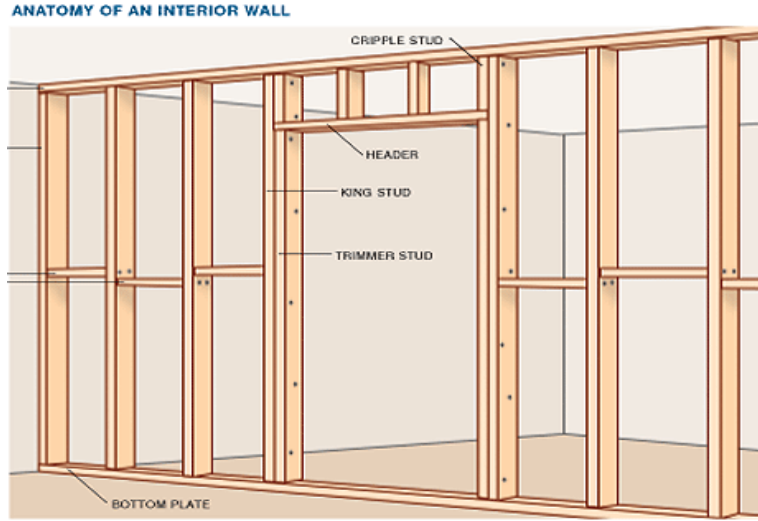 ANATOMY OF AN INTERIOR WALL
CRIPPLE STUD
HEADER
KING STUD
TRIMMER STUD
BOTTOM PLATE